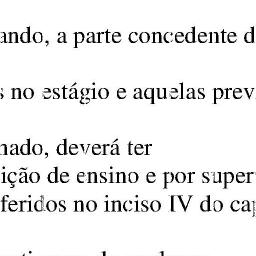 ando, a parte concedente d
s no estágio e aquelas prev
nado, deverá ter
ição de ensino e por super
feridos no inciso IV do cap